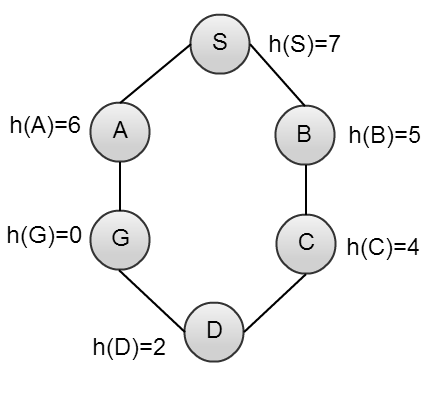 S
h(S)=7
h(A)=6
A
B
h(B)=5
h(G)=0
G
C
h(C)=4
D
h(D)=2